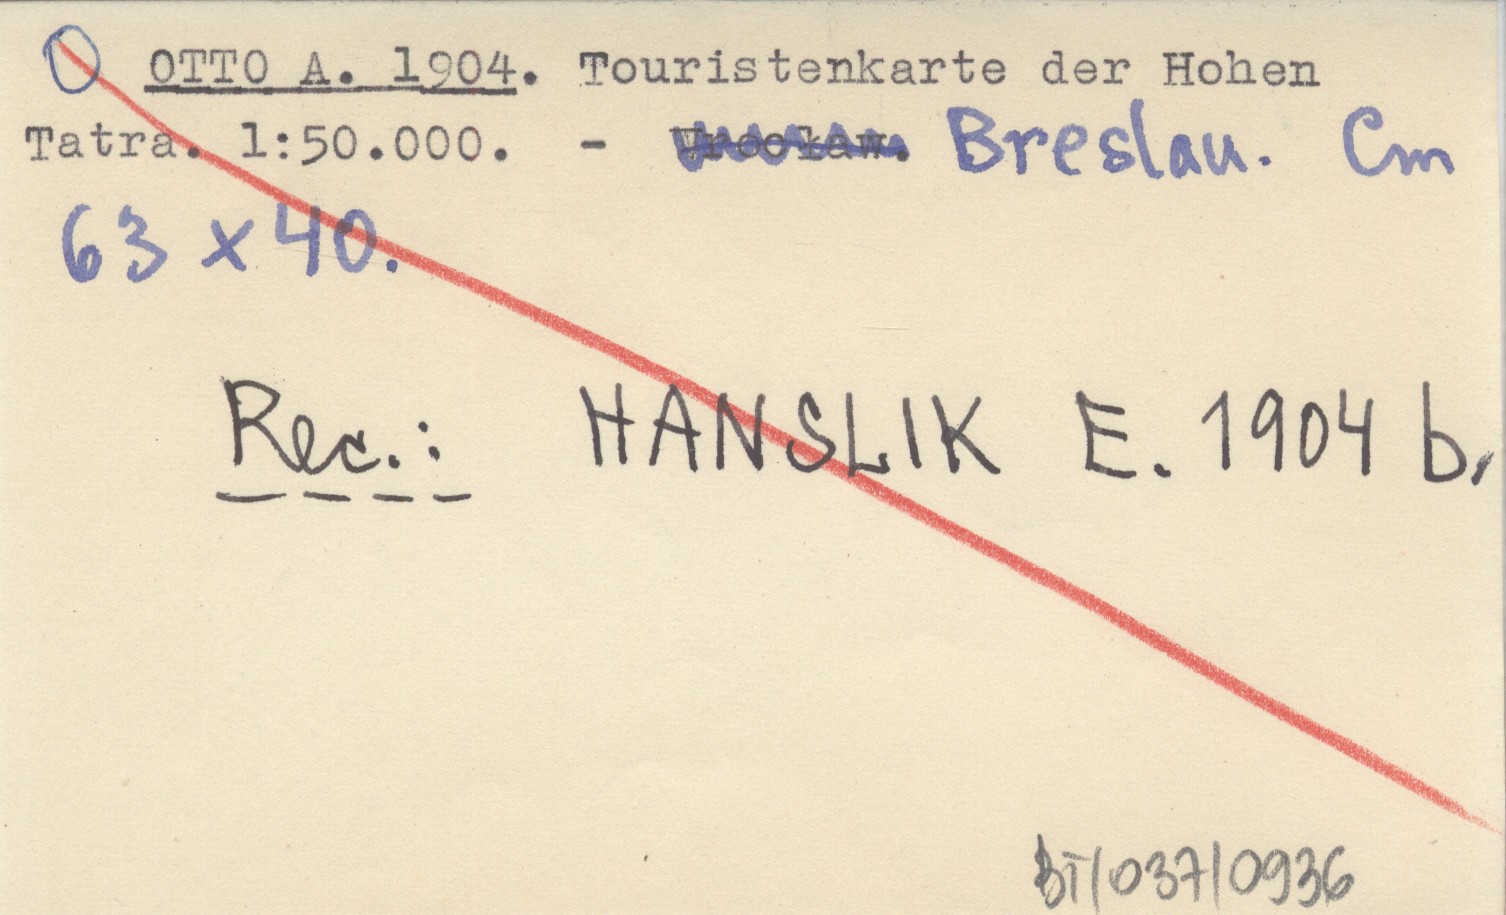 OTTO A. 1904. Touristenkarte der Hohen
Tatra. 1:50.000. - Wrocław. Breslau. Cm
63 x 40.
Rec.: HANSLIK E. 1904 b.
BT/037/0936